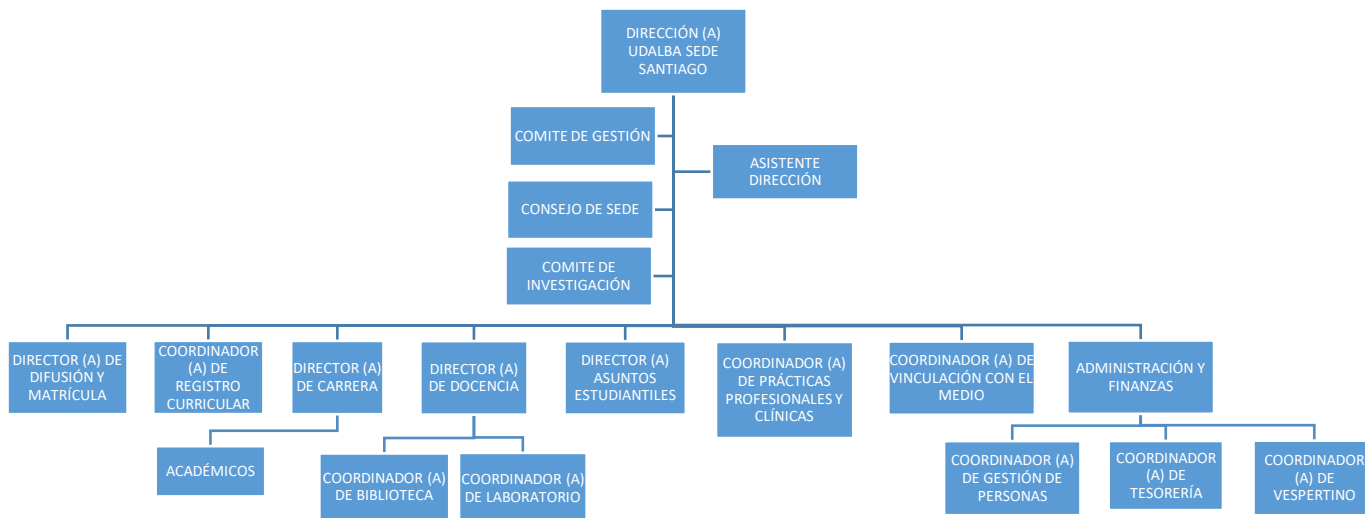 DIRECCIÓN (A)
UDALBA SEDE
SANTIAGO
COMITE DE GESTIÓN
ASISTENTE
DIRECCIÓN
CONSEJO DE SEDE
COMITE DE
INVESTIGACIÓN
DIRECTOR (A) DE
DIFUSIÓN Y
MATRÍCULA
COORDINADOR
(A) DE
REGISTRO
CURRICULAR
DIRECTOR (A)
DE CARRERA
DIRECTOR (A)
DE DOCENCIA
DIRECTOR (A)
ASUNTOS
ESTUDIANTILES
COORDINADOR (A)
DE PRÁCTICAS
PROFESIONALES Y
CLÍNICAS
COORDINADOR (A) DE
VINCULACIÓN CON EL
MEDIO
ADMINISTRACIÓN Y
FINANZAS
ACADÉMICOS
COORDINADOR (A)
DE BIBLIOTECA
COORDINADOR (A)
DE LABORATORIO
COORDINADOR (A)
DE GESTIÓN DE
PERSONAS
COORDINADOR
(A) DE
TESORERÍA
COORDINADOR
(A) DE
VESPERTINO